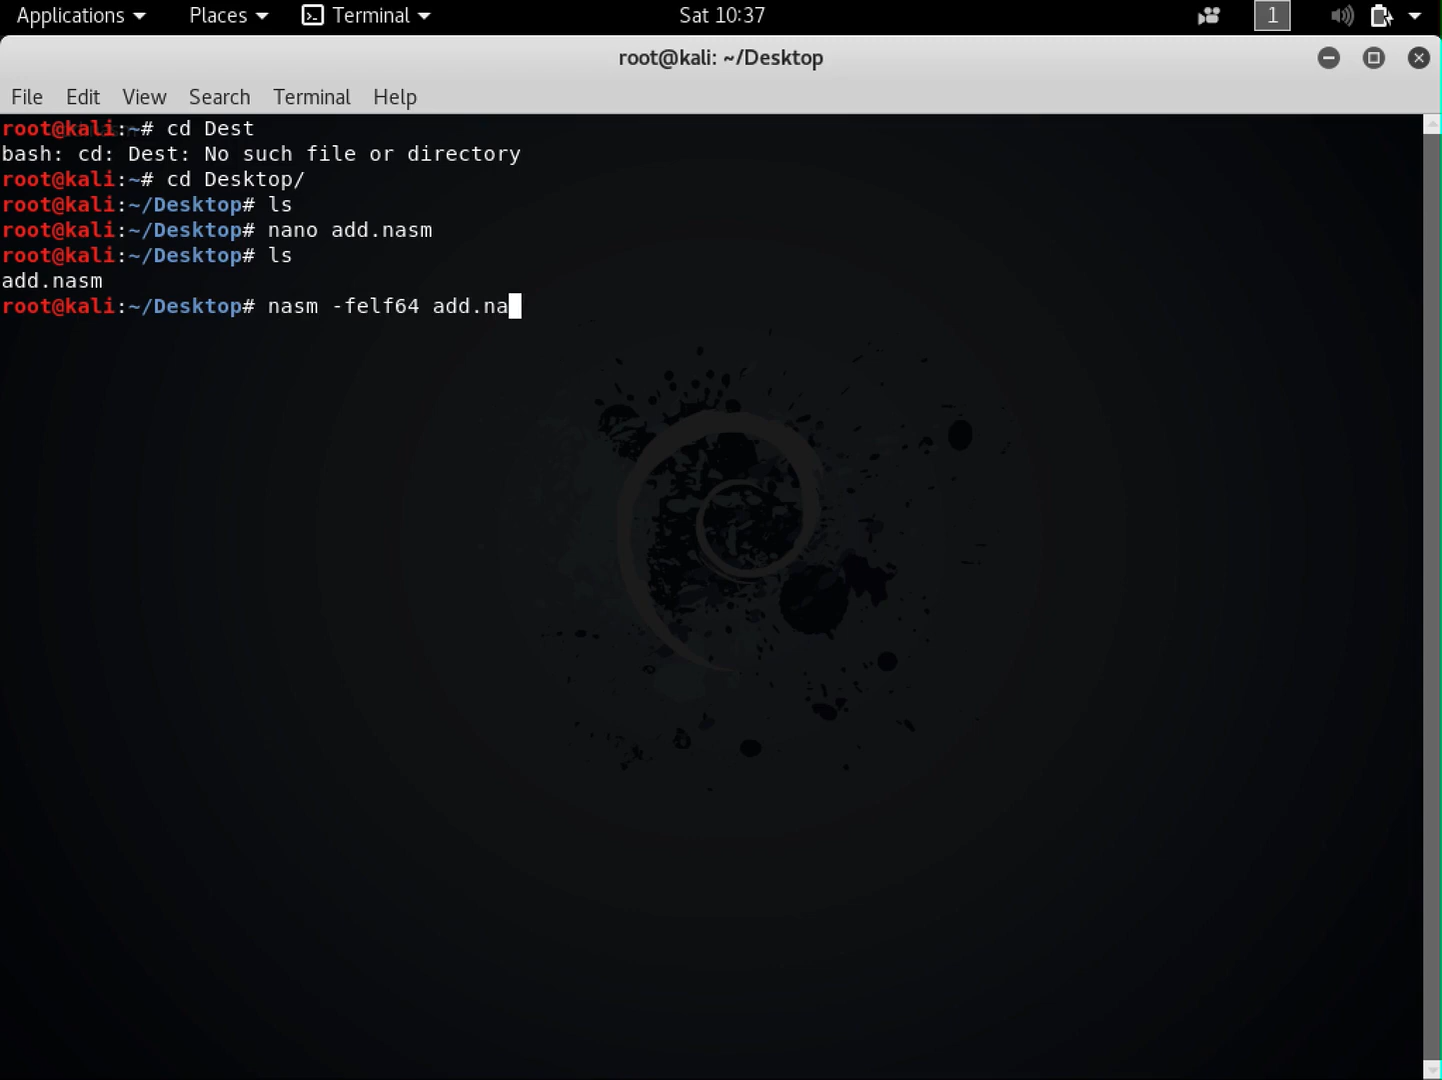 Applications Places Terminal Sat 10:37 1
root@kali: ~/Desktop
File Edit View Search Terminal Help
root@kali:~# cd Dest
bash: cd: Dest: No such file or directory
root@kali:~# cd Desktop/
root@kali:~/Desktop# ls
root@kali:~/Desktop# nano add.nasm
root@kali:~/Desktop# ls
add.nasm
root@kali:~/Desktop# nasm -felf64 add.na